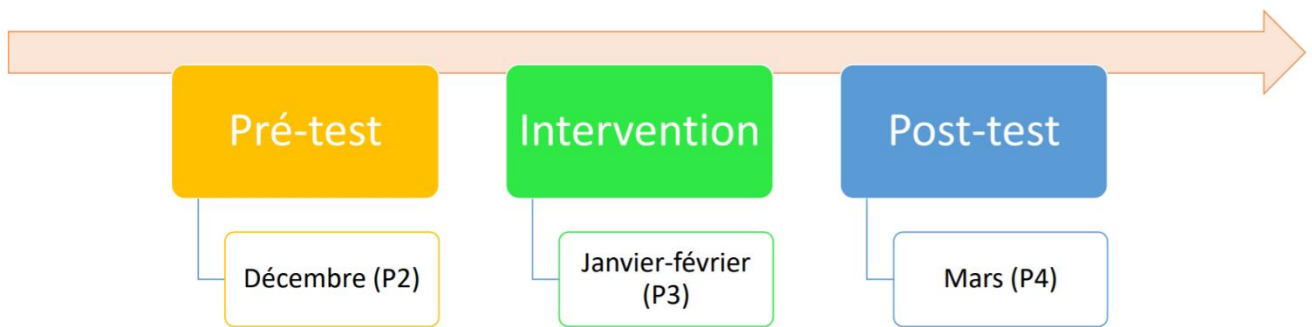 Pré-test
Intervention
Post-test
Décembre (P2)
Janvier-février
(P3)
Mars (P4)